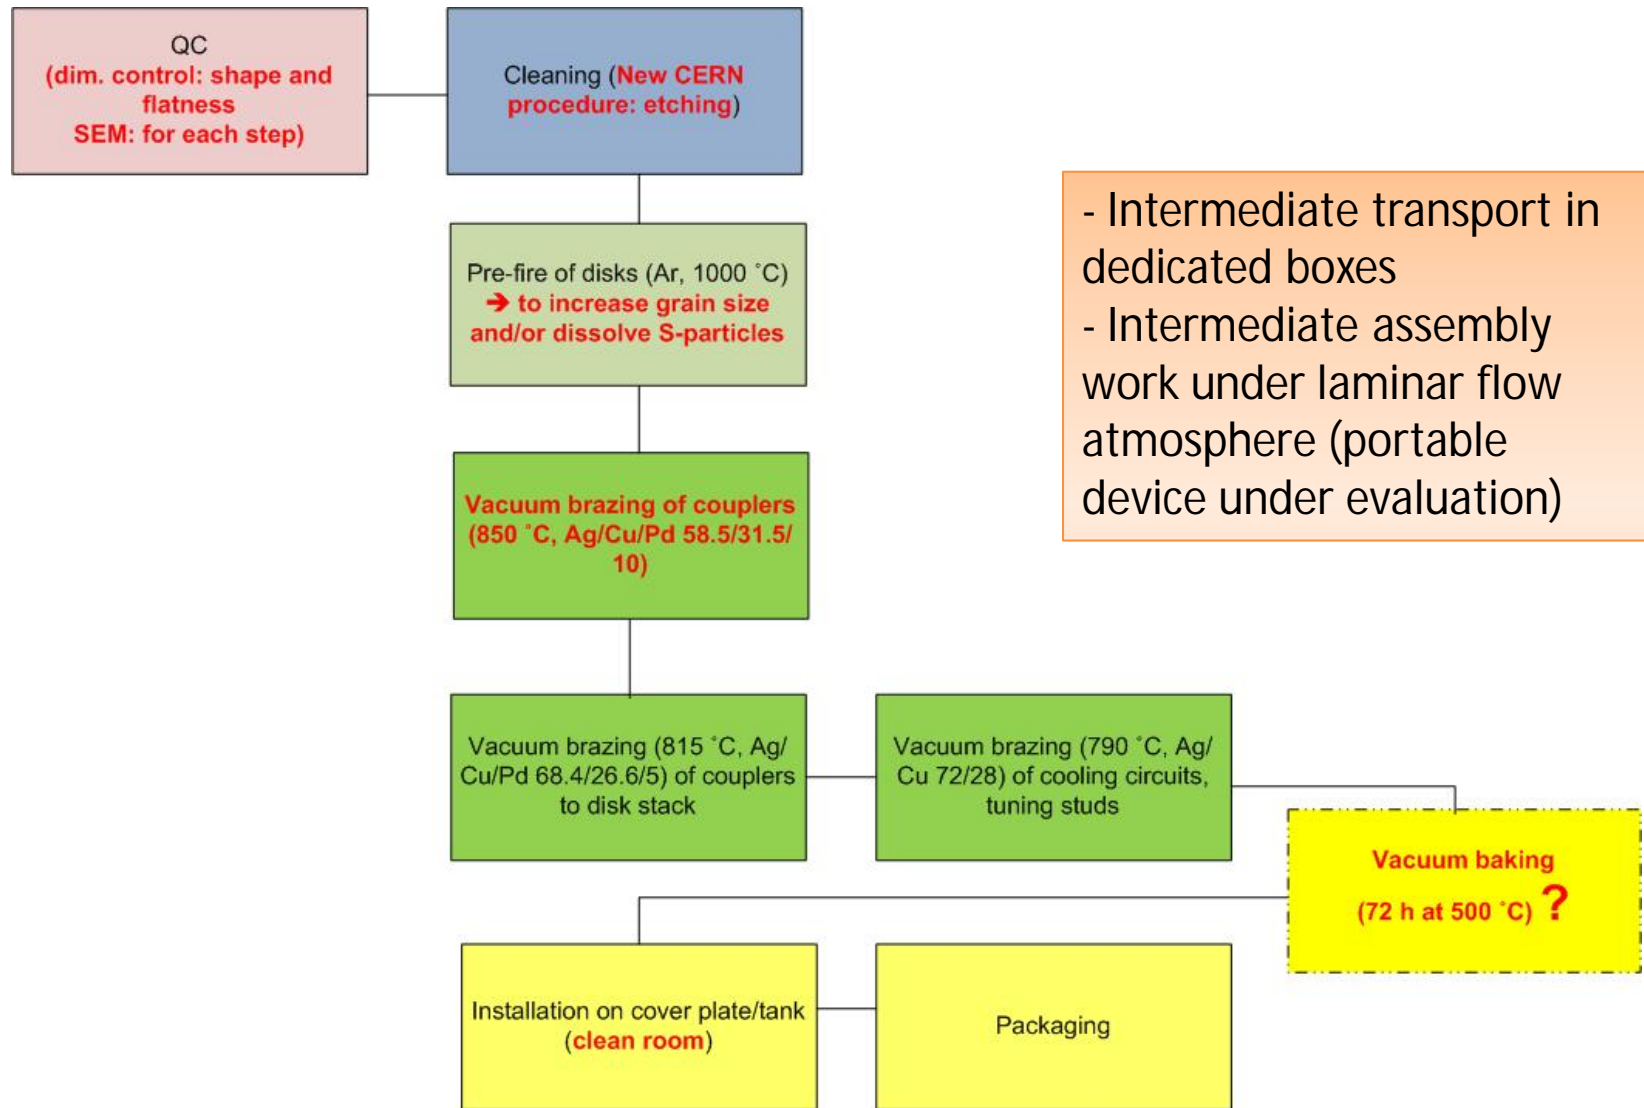 QC
(dim. control: shape and
flatness
SEM: for each step)
Cleaning (New CERN
procedure: etching)
Pre-fire of disks (Ar, 1000 ˚C)
➔ to increase grain size
and/or dissolve S-particles
- Intermediate transport in
dedicated boxes
- Intermediate assembly
work under laminar flow
atmosphere (portable
device under evaluation)
Vacuum brazing of couplers
(850 ˚C, Ag/Cu/Pd 58.5/31.5/
10)
Vacuum brazing (815 ˚C, Ag/
Cu/Pd 68.4/26.6/5) of couplers
to disk stack
Vacuum brazing (790 ˚C, Ag/
Cu 72/28) of cooling circuits,
tuning studs
Vacuum baking
(72 h at 500 ˚C) ?
Installation on cover plate/tank
(clean room)
Packaging